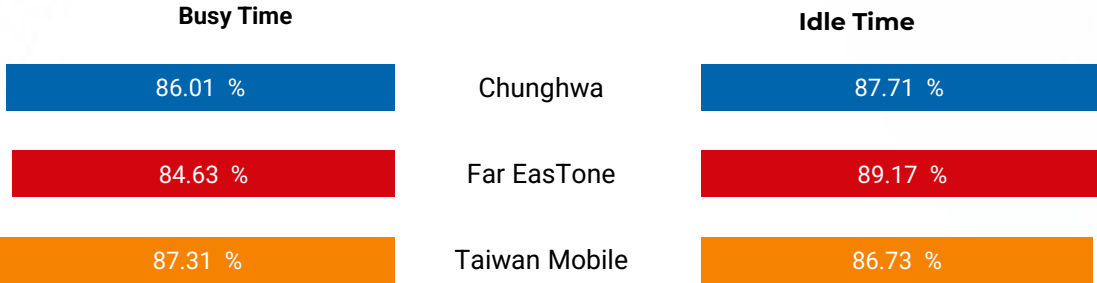 Busy Time
Idle Time
86.01 %
Chunghwa
87.71 %
84.63 %
Far EasTone
89.17 %
87.31 %
Taiwan Mobile
86.73 %